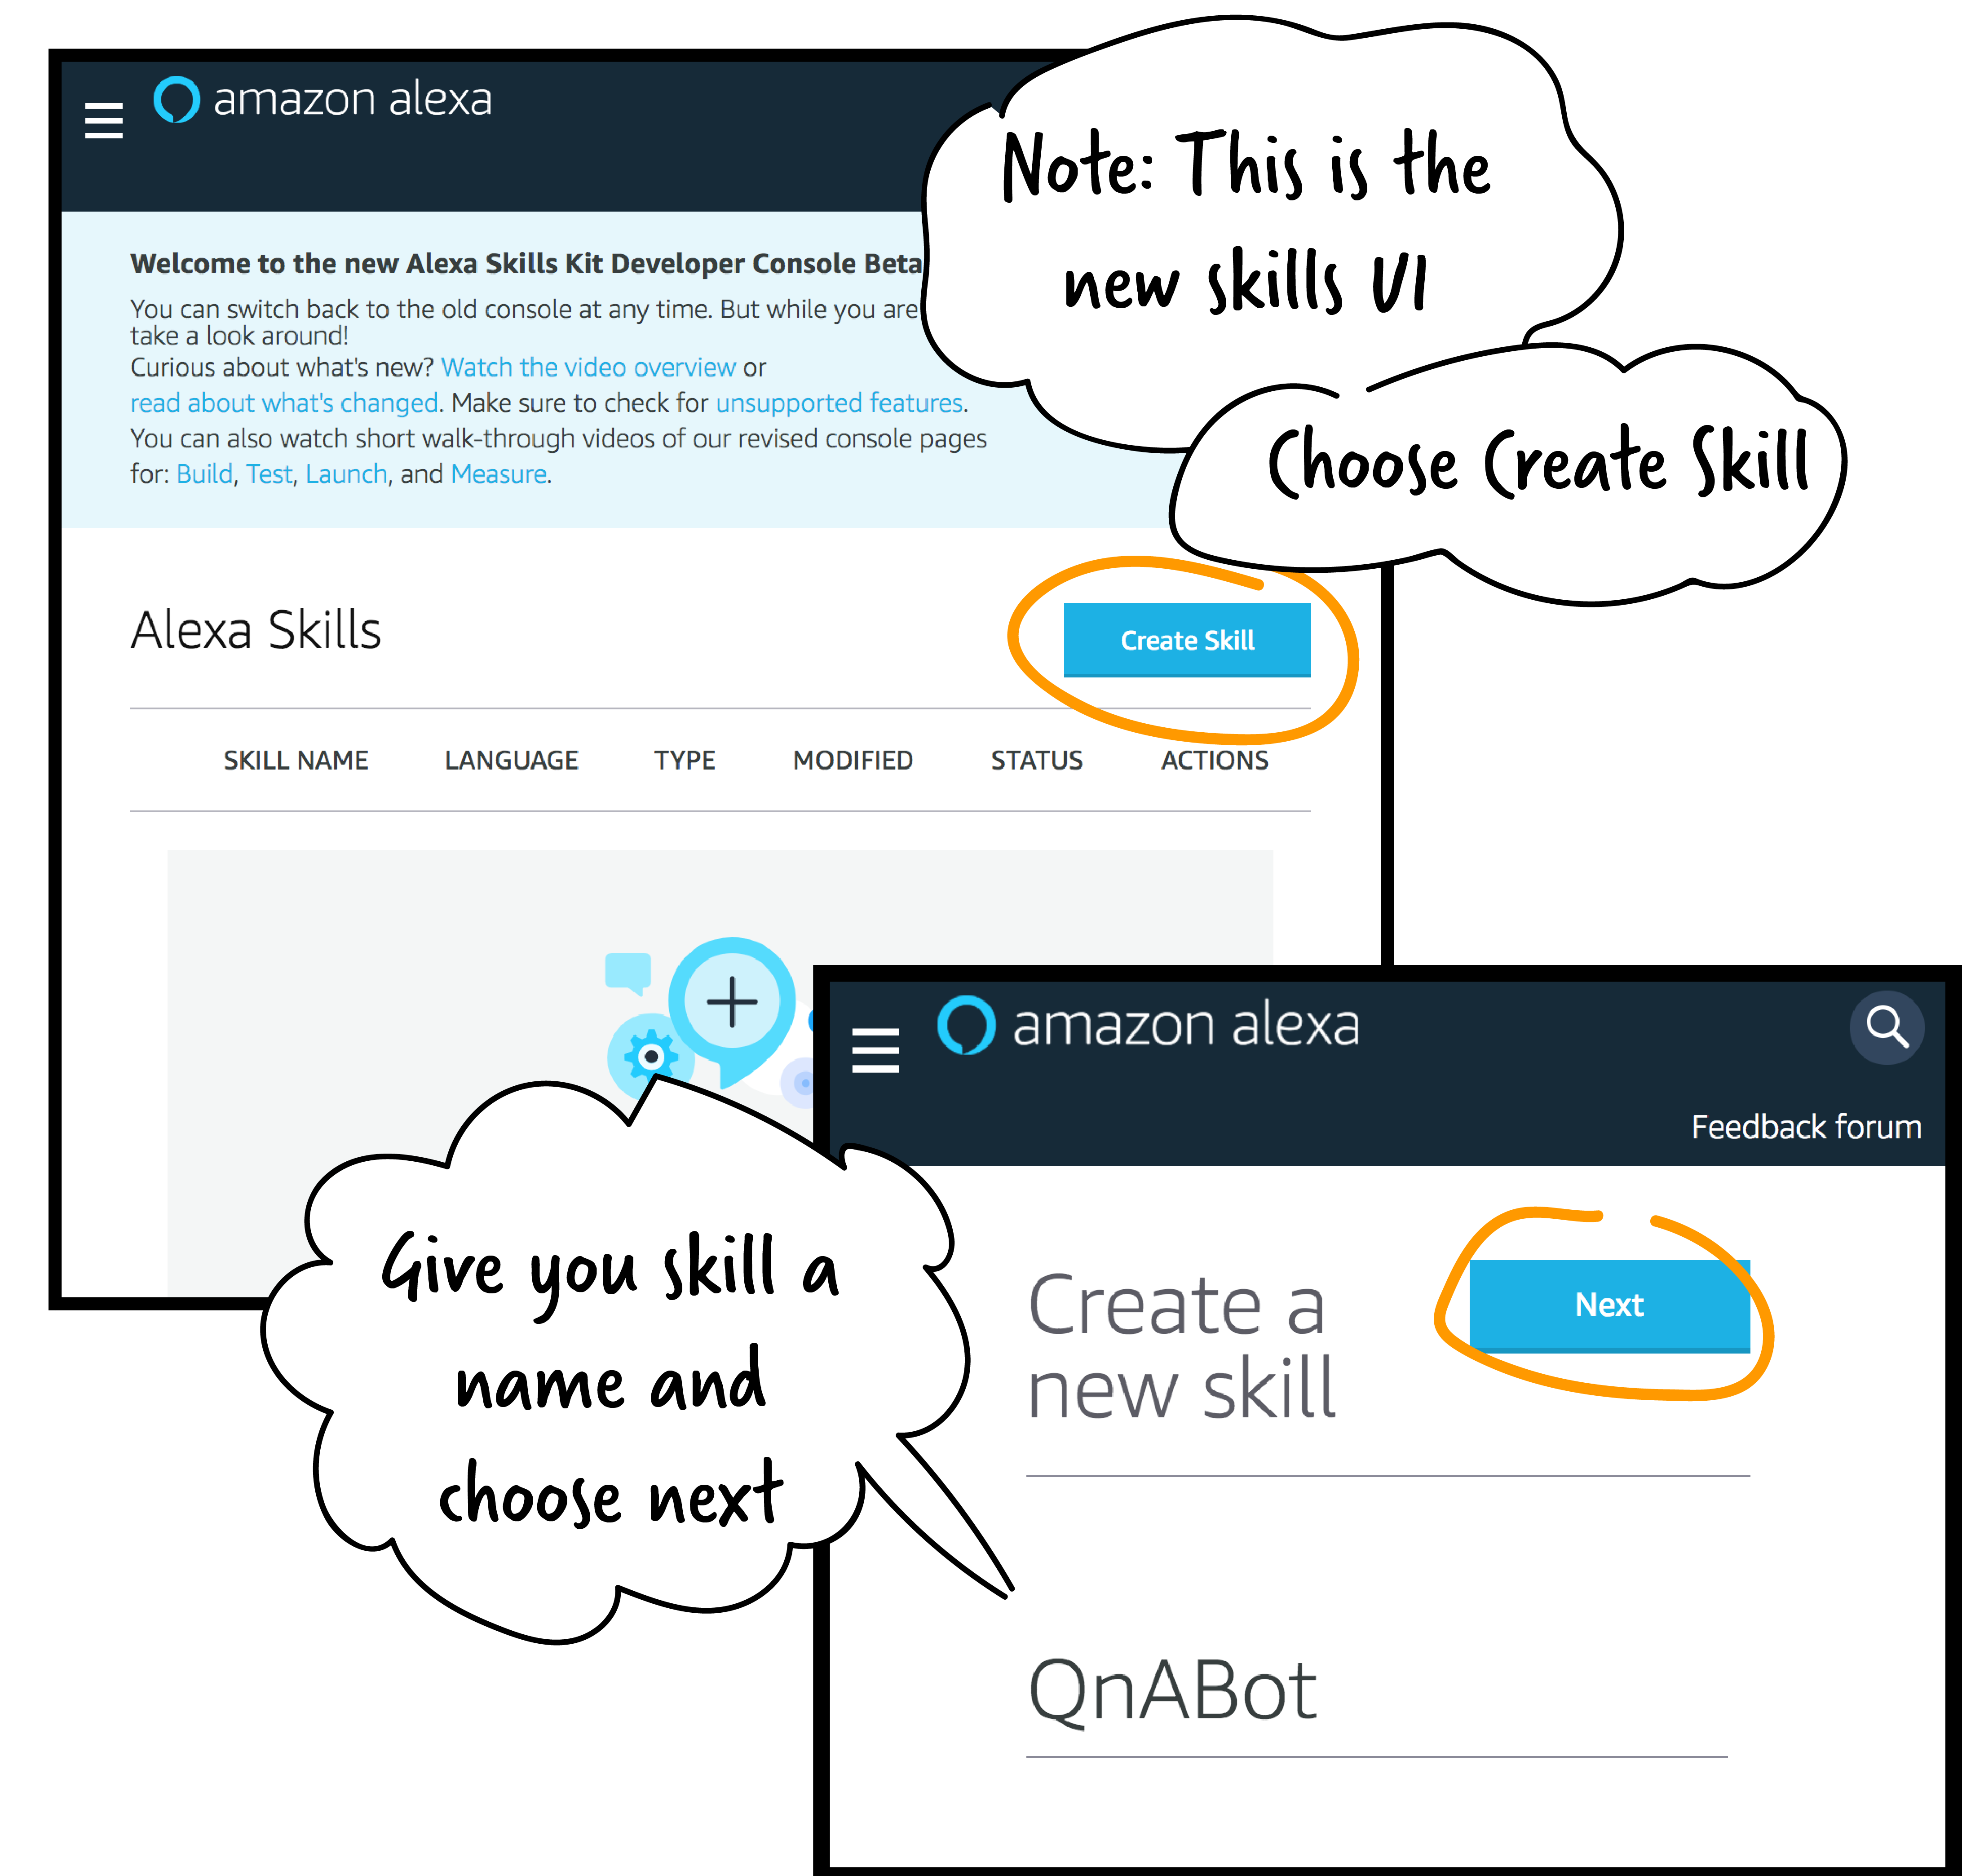 amazon alexa
Note: This is the
new skills UI
Welcome to the new Alexa Skills Kit Developer Console Beta
You can switch back to the old console at any time. But while you are
take a look around!
Curious about what's new? Watch the video overview or
read about what's changed. Make sure to check for unsupported features.
You can also watch short walk-through videos of our revised console pages
for: Build, Test, Launch, and Measure.
Choose Create Skill
Alexa Skills
Create Skill
SKILL NAME LANGUAGE TYPE MODIFIED STATUS ACTIONS
Give you skill a
name and
choose next
amazon alexa
Feedback forum
Create a
new skill
Next
QnABot